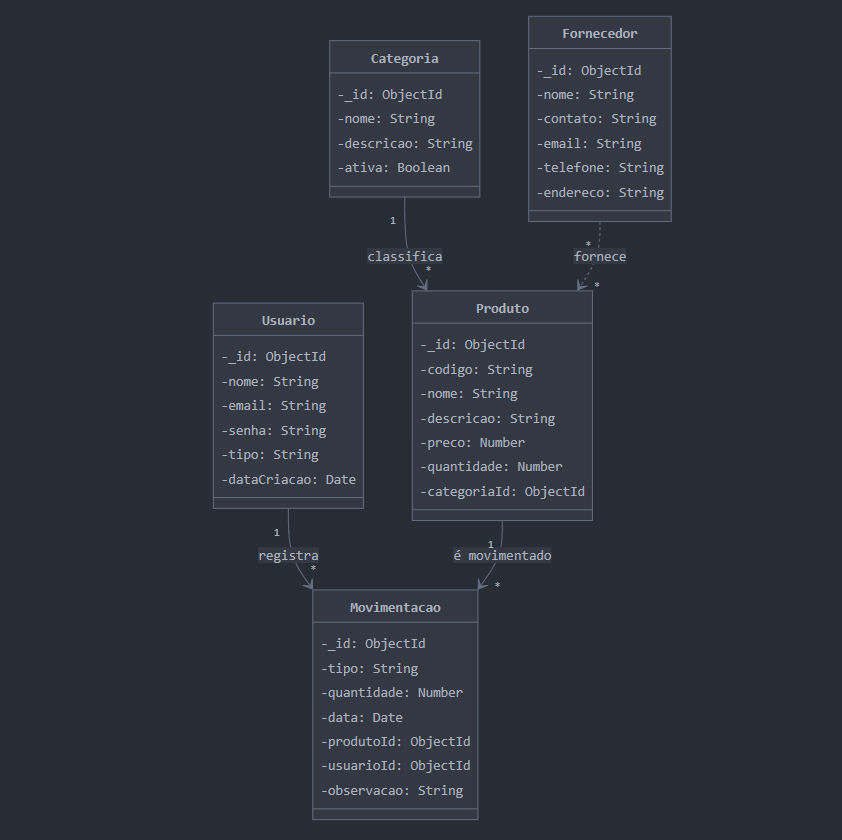 Categoria
-_id: ObjectId
-nome: String
-descricao: String
-ativa: Boolean
Fornecedor
-_id: ObjectId
-nome: String
-contato: String
-email: String
-telefone: String
-endereco: String
1
classifica
*
*
fornece
*
Usuario
-_id: ObjectId
-nome: String
-email: String
-senha: String
-tipo: String
-dataCriacao: Date
Produto
-_id: ObjectId
-codigo: String
-nome: String
-descricao: String
-preco: Number
-quantidade: Number
-categoriaId: ObjectId
1
registra
*
1
é movimentado
*
Movimentacao
-_id: ObjectId
-tipo: String
-quantidade: Number
-data: Date
-produtoId: ObjectId
-usuarioId: ObjectId
-observacao: String